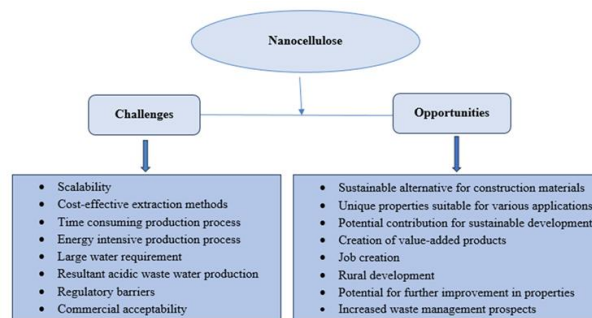 Nanocellulose
Challenges
Opportunities
• Scalability
• Cost-effective extraction methods
• Time consuming production process
• Energy intensive production process
• Large water requirement
• Resultant acidic waste water production
• Regulatory barriers
• Commercial acceptability
• Sustainable alternative for construction materials
• Unique properties suitable for various applications
• Potential contribution for sustainable development
• Creation of value-added products
• Job creation
• Rural development
• Potential for further improvement in properties
• Increased waste management prospects